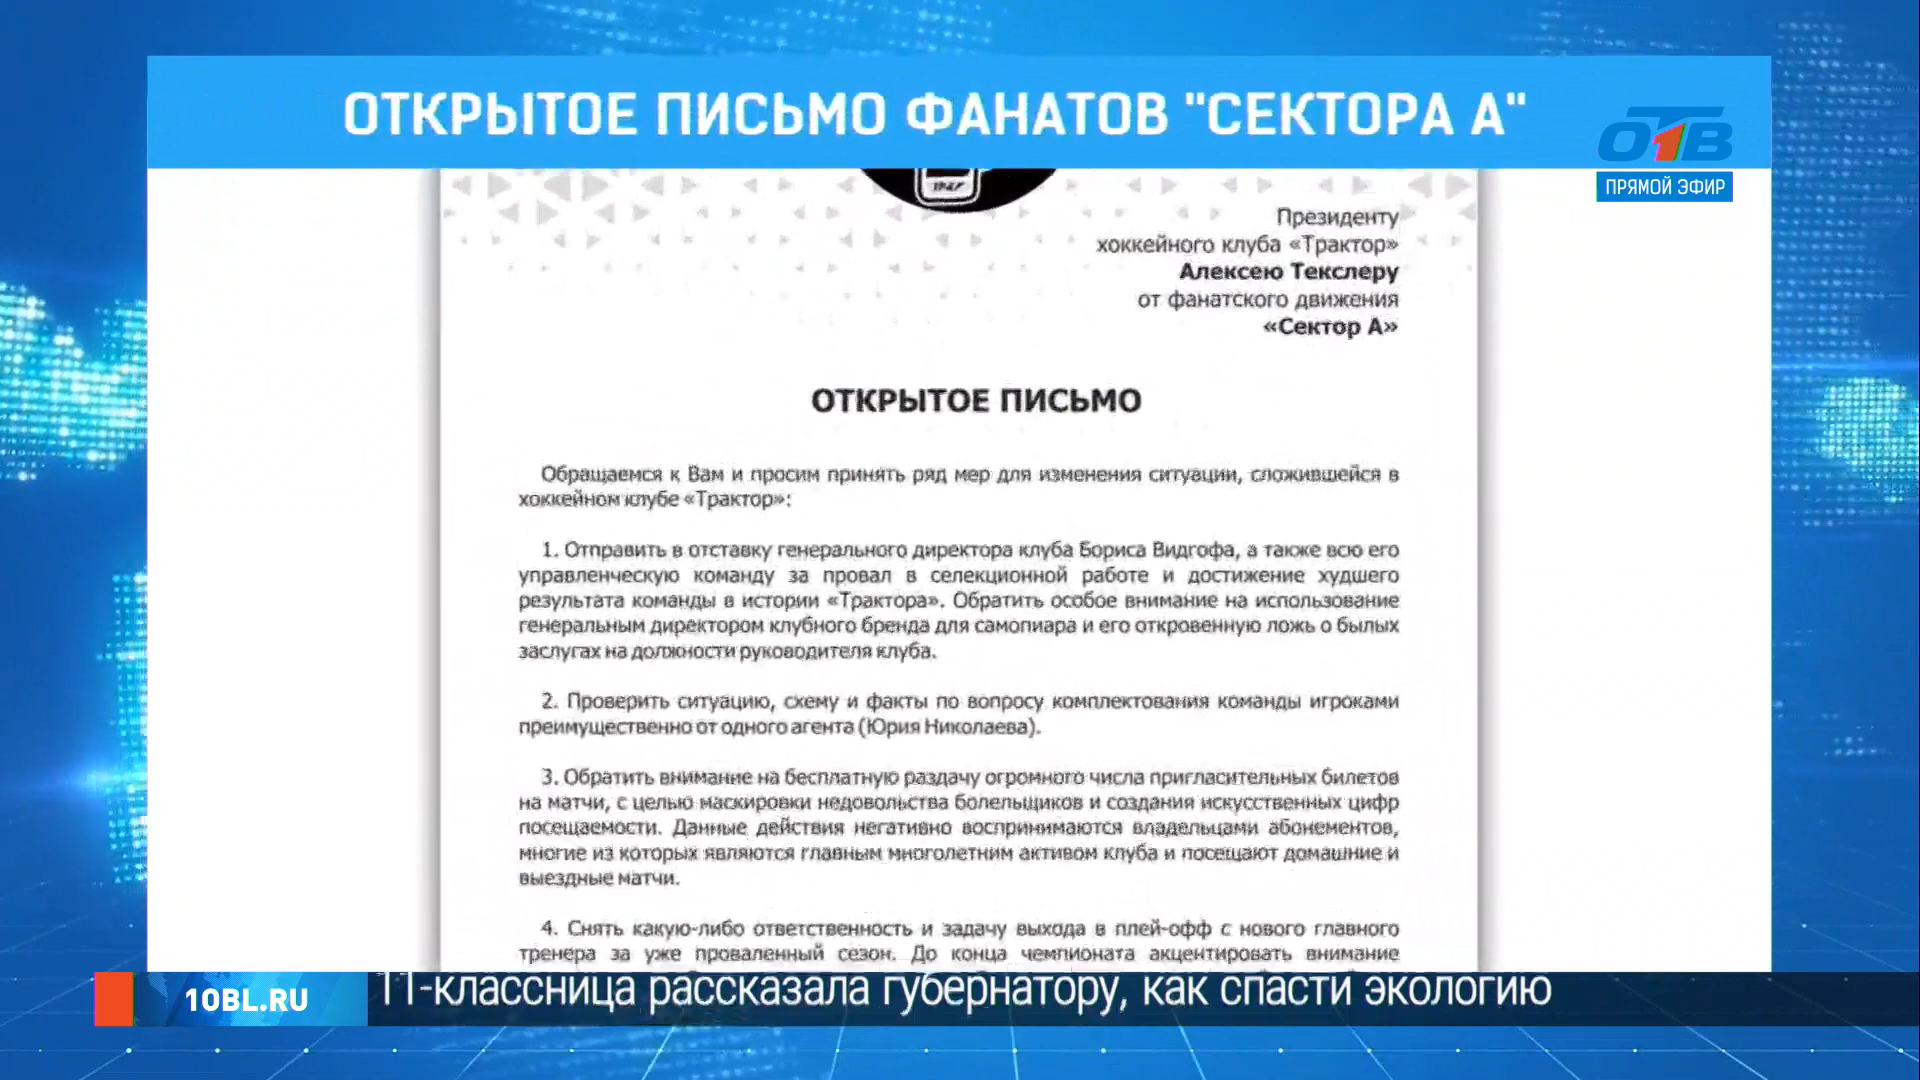 ОТКРЫТОЕ ПИСЬМО ФАНАТОВ "СЕКТОРА А"
ОТВ
ПРЯМОЙ ЭФИР
Президенту
хоккейного клуба «Трактор»
Алексею Текслеру
от фанатского движения
«Сектор А»
ОТКРЫТОЕ ПИСЬМО
Обращаемся к Вам и просим принять ряд мер для изменения ситуации, сложившейся в
хоккейном клубе «Трактор»:
1. Отправить в отставку генерального директора клуба Бориса Видгофа, а также всю его
управленческую команду за провал в селекционной работе и достижение худшего
результата команды в истории «Трактора». Обратить особое внимание на использование
генеральным директором клубного бренда для самопиара и его откровенную ложь о былых
заслугах на должности руководителя клуба.
2. Проверить ситуацию, схему и факты по вопросу комплектования команды игроками
преимущественно от одного агента (Юрия Николаева).
3. Обратить внимание на бесплатную раздачу огромного числа пригласительных билетов
на матчи, с целью маскировки недовольства болельщиков и создания искусственных цифр
посещаемости. Данные действия негативно воспринимаются владельцами абонементов,
многие из которых являются главным многолетним активом клуба и посещают домашние и
выездные матчи.
4. Снять какую-либо ответственность и задачу выхода в плей-офф с нового главного
тренера за уже проваленный сезон. До конца чемпионата акцентировать внимание
10BL.RU
11-классница рассказала губернатору, как спасти экологию